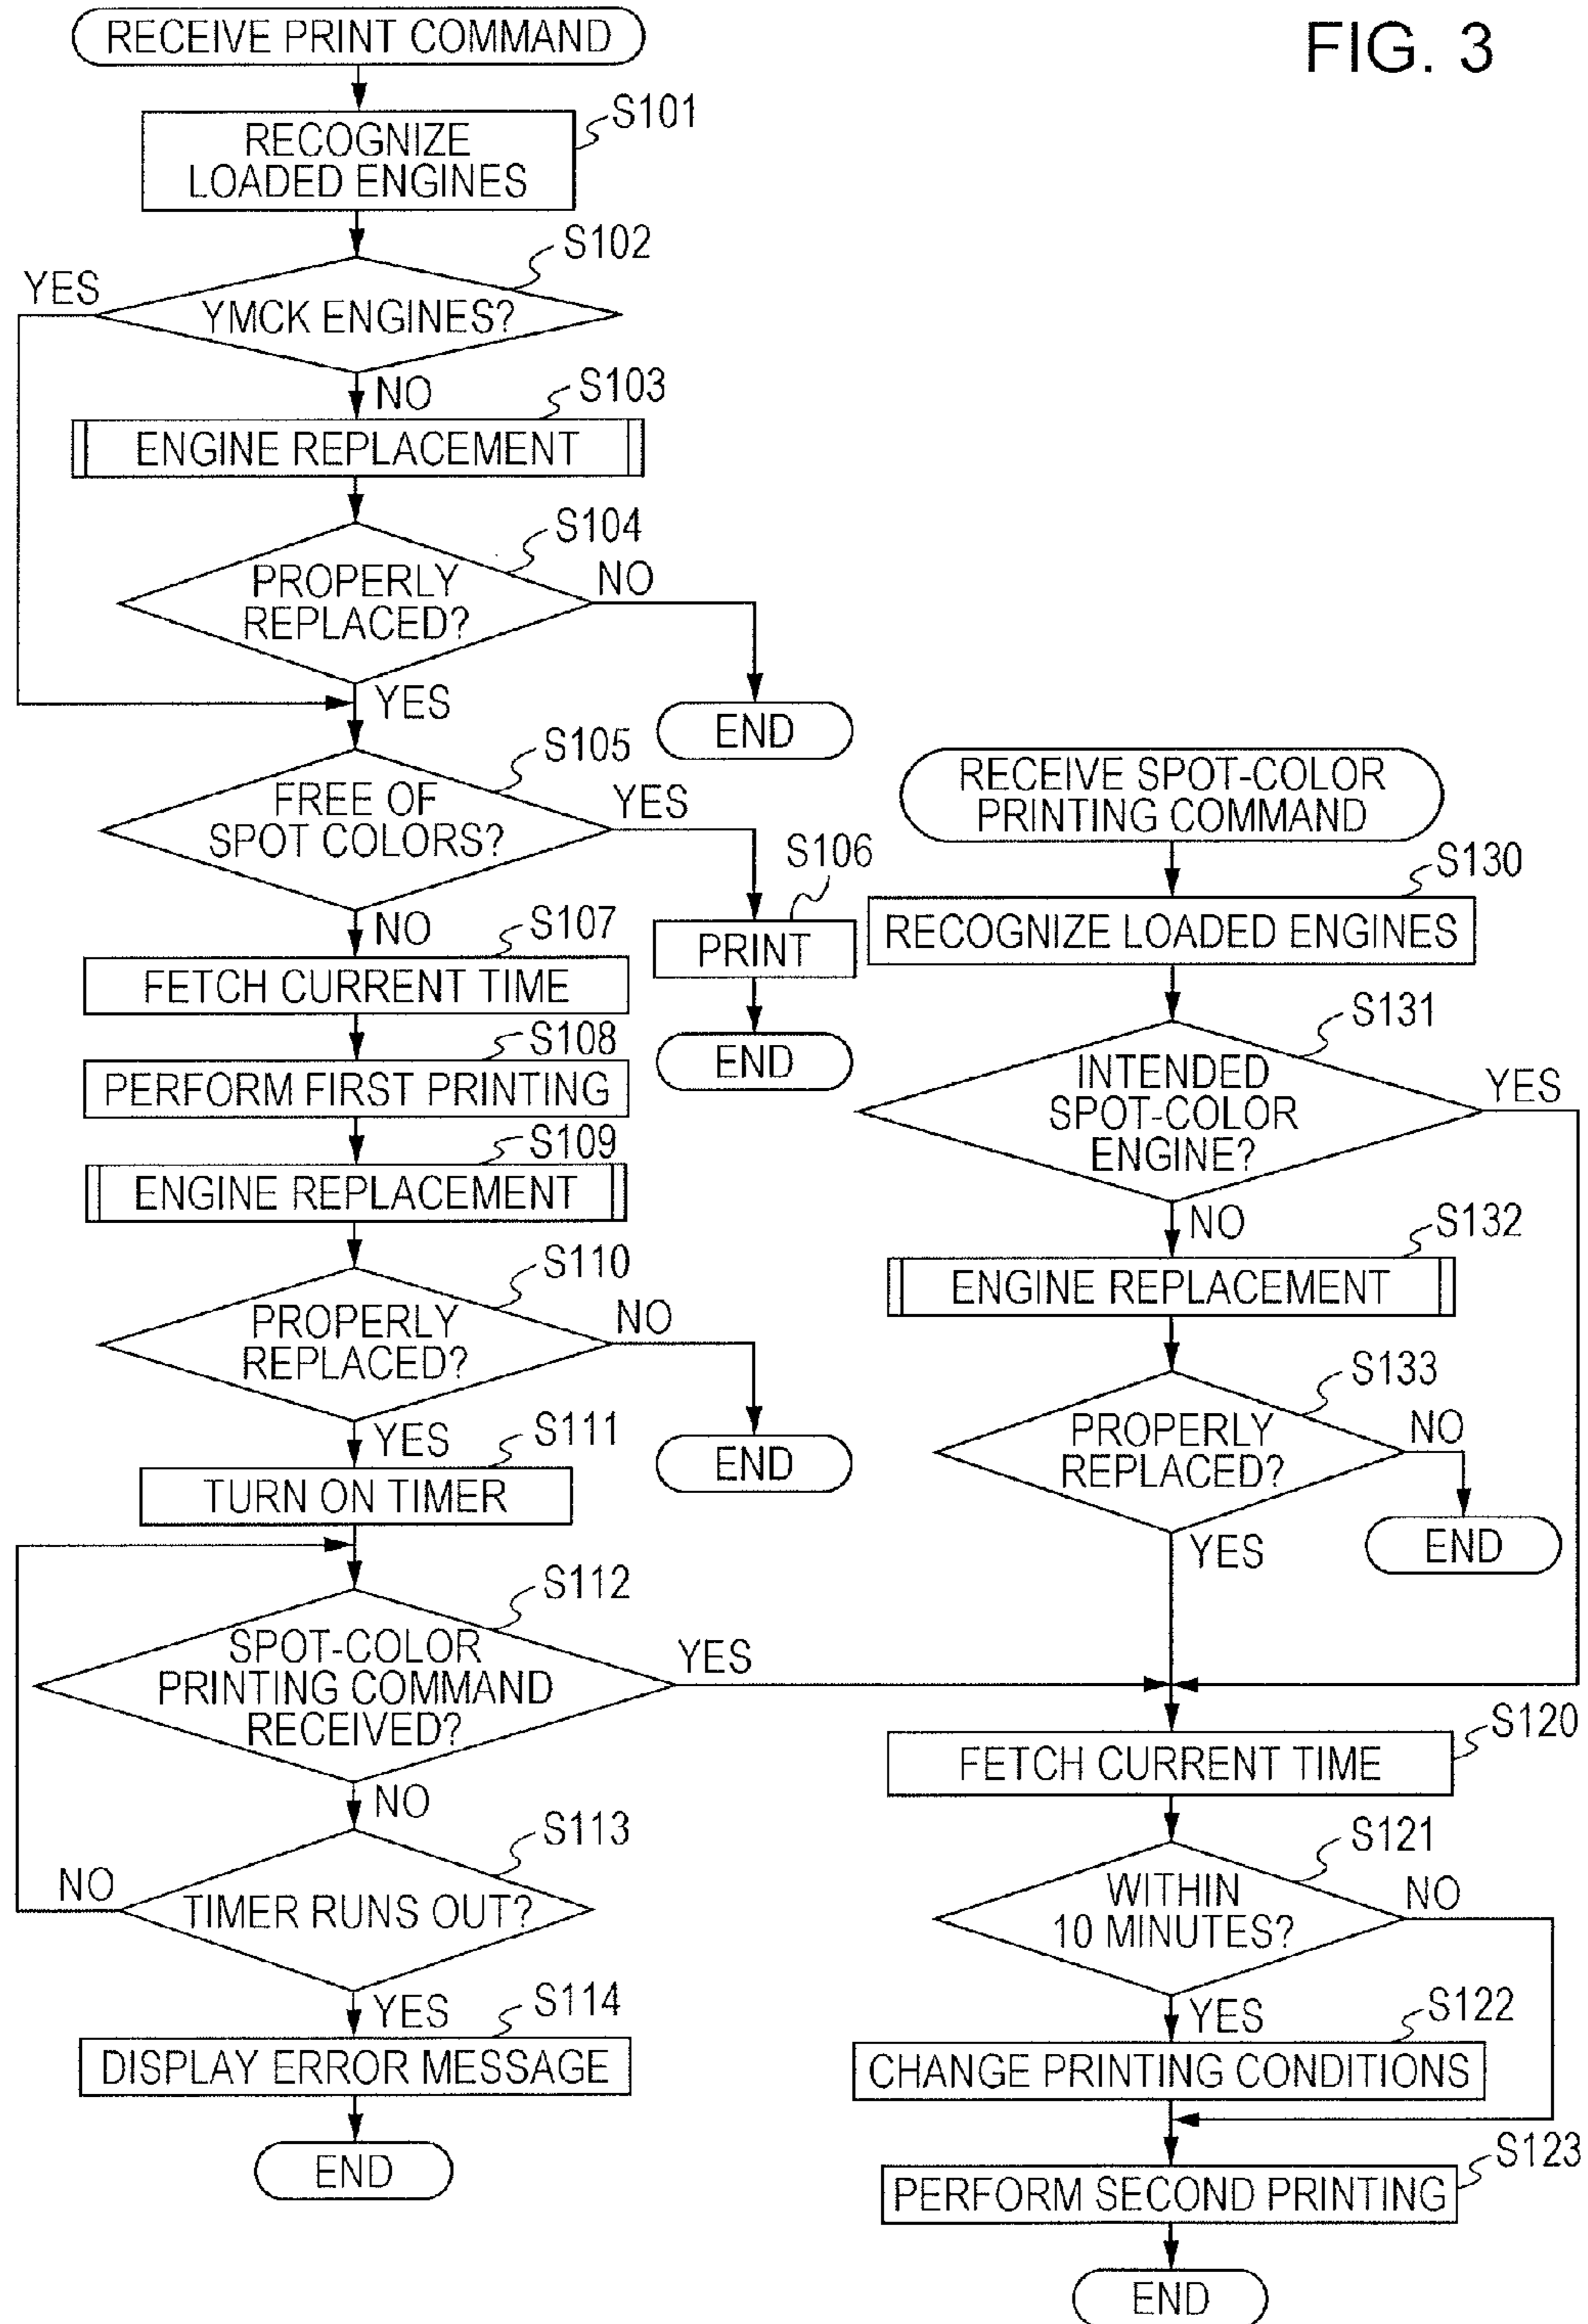 FIG. 3
RECEIVE PRINT COMMAND
S101
RECOGNIZE
LOADED ENGINES
S102
YES
YMCK ENGINES?
NO
S103
ENGINE REPLACEMENT
S104
PROPERLY
REPLACED?
NO
YES
END
S105
FREE OF
SPOT COLORS?
YES
S106
PRINT
END
NO
S107
FETCH CURRENT TIME
S108
PERFORM FIRST PRINTING
S109
ENGINE REPLACEMENT
S110
PROPERLY
REPLACED?
NO
END
YES
S111
TURN ON TIMER
S112
SPOT-COLOR
PRINTING COMMAND
RECEIVED?
YES
NO
S113
NO
TIMER RUNS OUT?
YES
S114
DISPLAY ERROR MESSAGE
END
RECEIVE SPOT-COLOR
PRINTING COMMAND
S130
RECOGNIZE LOADED ENGINES
S131
INTENDED
SPOT-COLOR
ENGINE?
YES
NO
S132
ENGINE REPLACEMENT
S133
PROPERLY
REPLACED?
NO
END
YES
S120
FETCH CURRENT TIME
S121
WITHIN
10 MINUTES?
NO
YES
S122
CHANGE PRINTING CONDITIONS
S123
PERFORM SECOND PRINTING
END